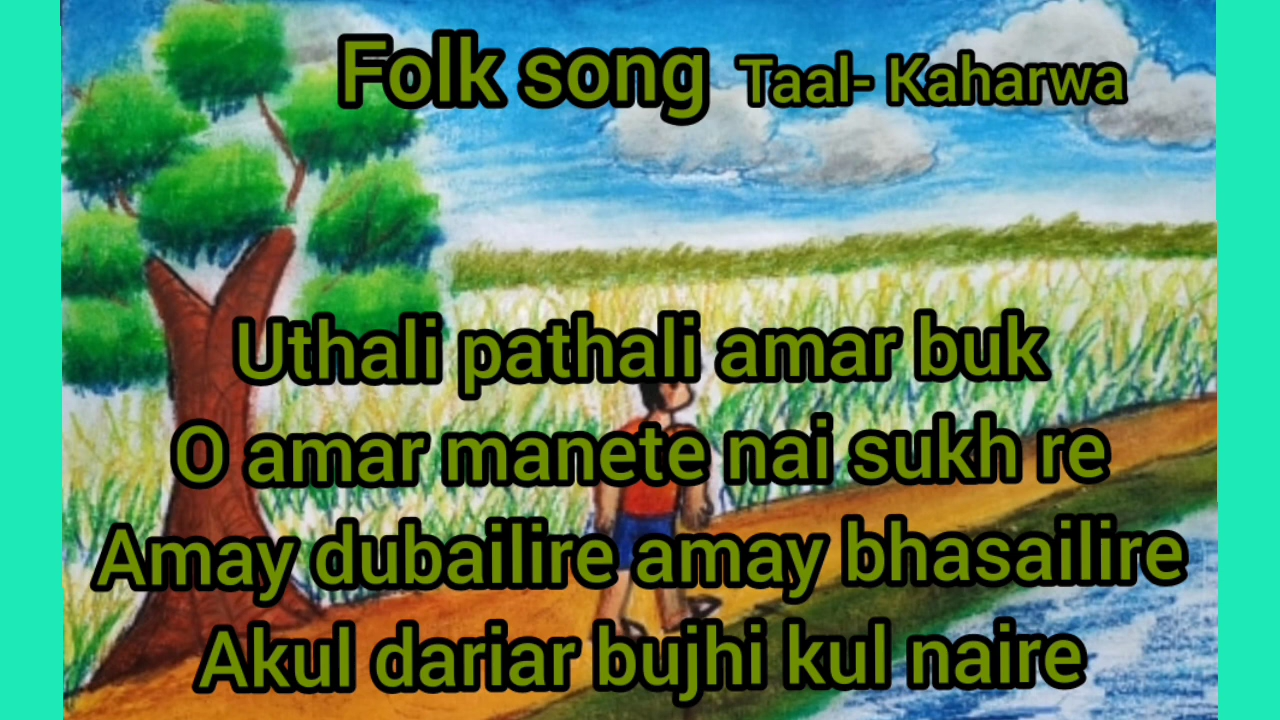 Folk song Taal- Kaharwa
Uthali pathali amar buk
O amar manete nai sukh re
Amay dubailire amay bhasailire
Akul dariar bujhi kul naire